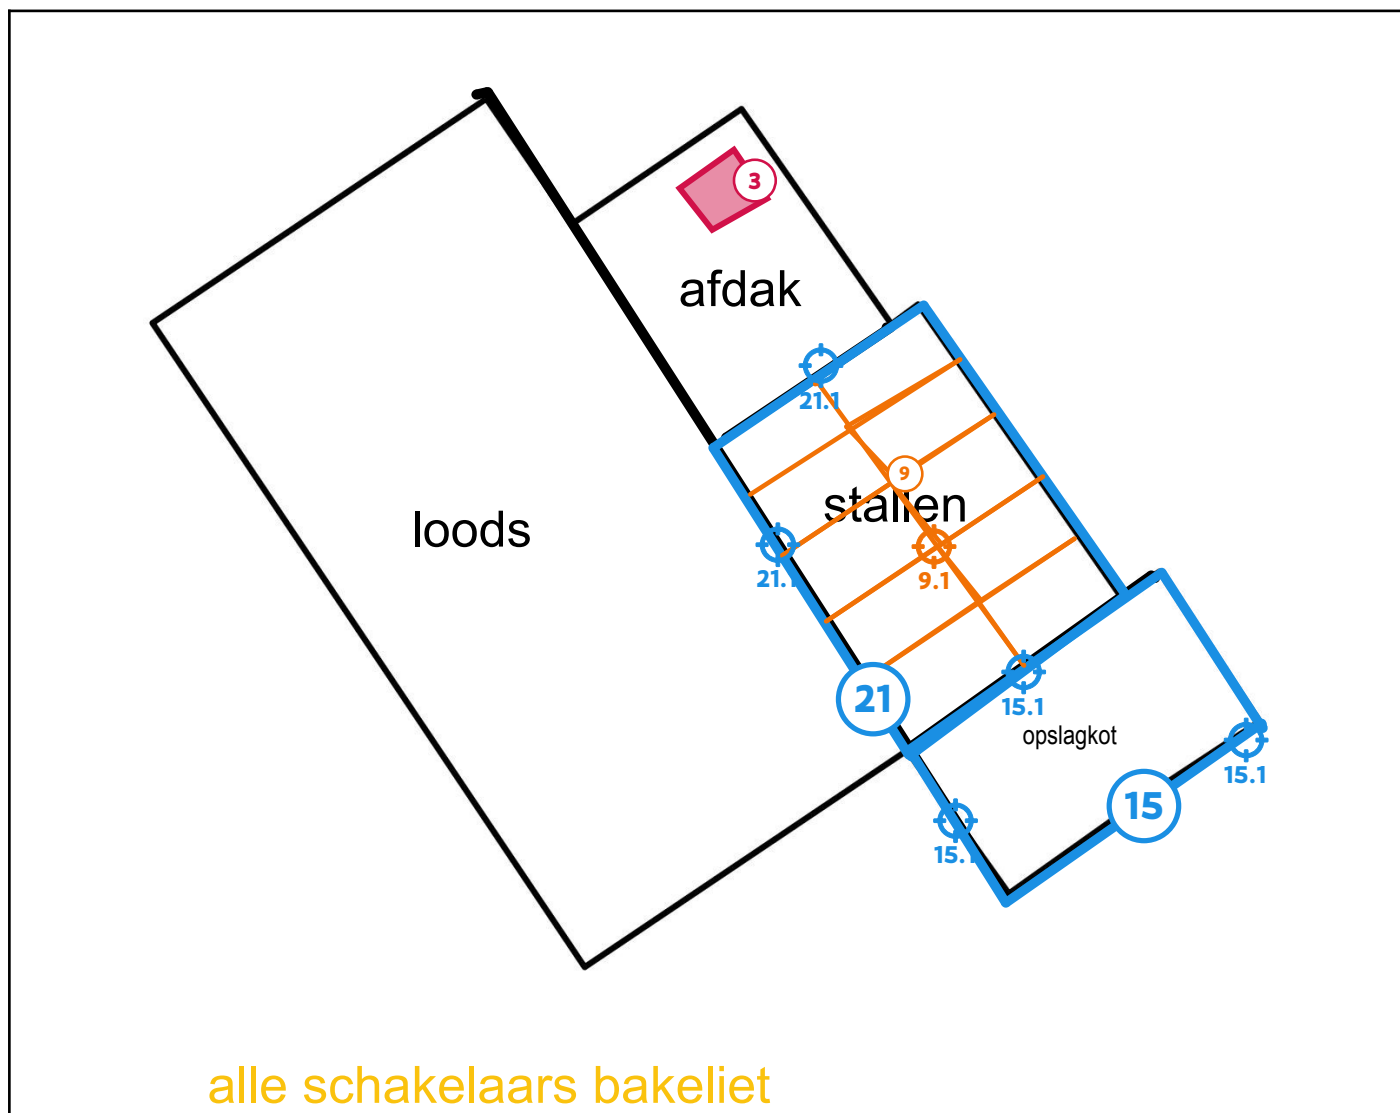 3
afdak
21.1
9
stallen
loods
21.1
9.1
21
15.1
opslagkot
15.1
15
15.1
alle schakelaars bakeliet